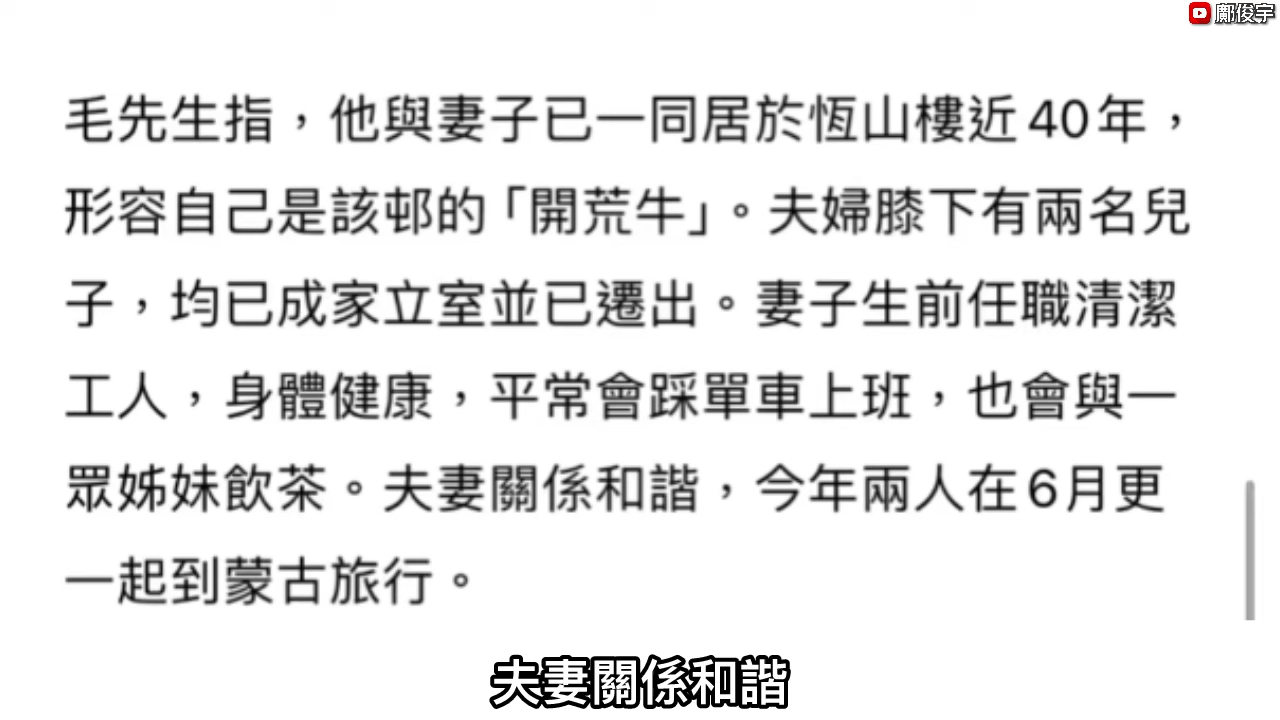 鄺俊宇
毛先生指，他與妻子已一同居於恆山樓近40年，
形容自己是該邨的「開荒牛」。夫婦膝下有兩名兒
子，均已成家立室並已遷出。妻子生前任職清潔
工人，身體健康，平常會踩單車上班，也會與一
眾姊妹飲茶。夫妻關係和諧，今年兩人在6月更
一起到蒙古旅行。
夫妻關係和諧